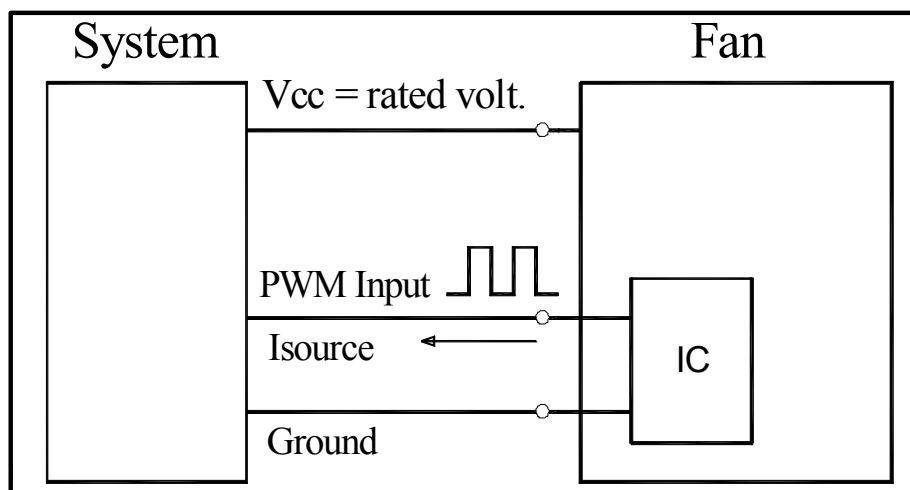 System
Fan
Vcc = rated volt.
PWM Input
Isource
IC
Ground